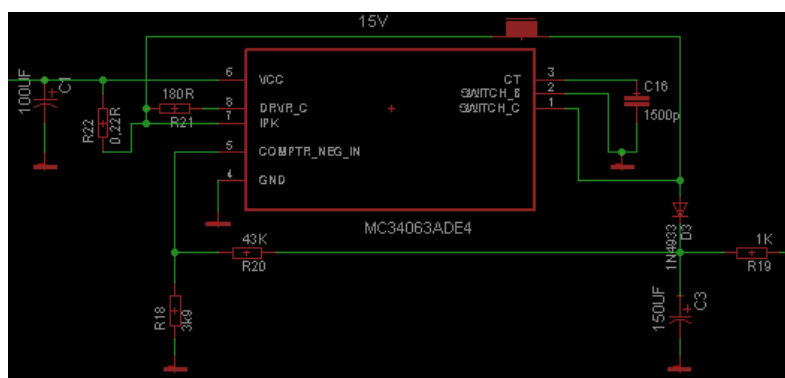 15V
100UF
C1
R22
0.22R
180R
R21
6
8
7
5
4
VCC
DRVR_C
IPK
COMPTR_NEG_IN
GND
CT
SWITCH_E
SWITCH_C
3
2
1
C16
1500p
MC34063ADE4
43K
R20
R18
3k9
1N4933
D3
1K
R19
150UF
C3